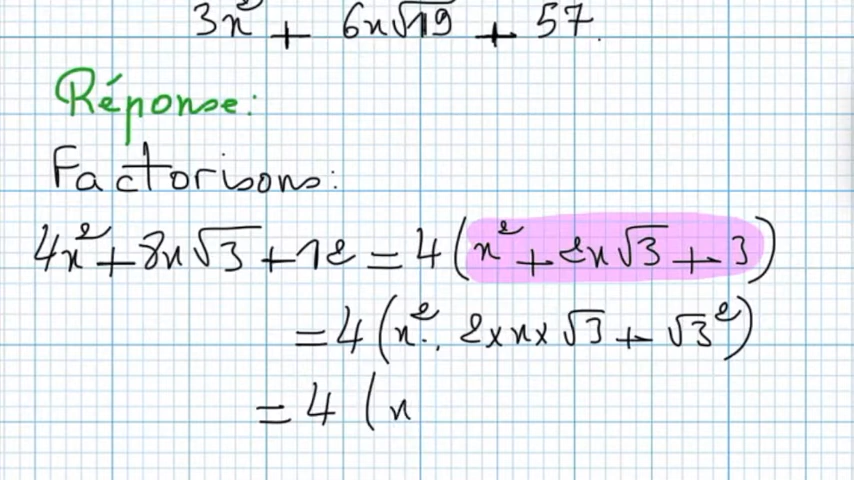 3x² + 6x√19 + 57.
Réponse:
Factorisons:
4x² + 8x√3 + 12 = 4(x² + 2x√3 + 3)
= 4(x² . 2×x×√3 + √3²)
= 4 (x